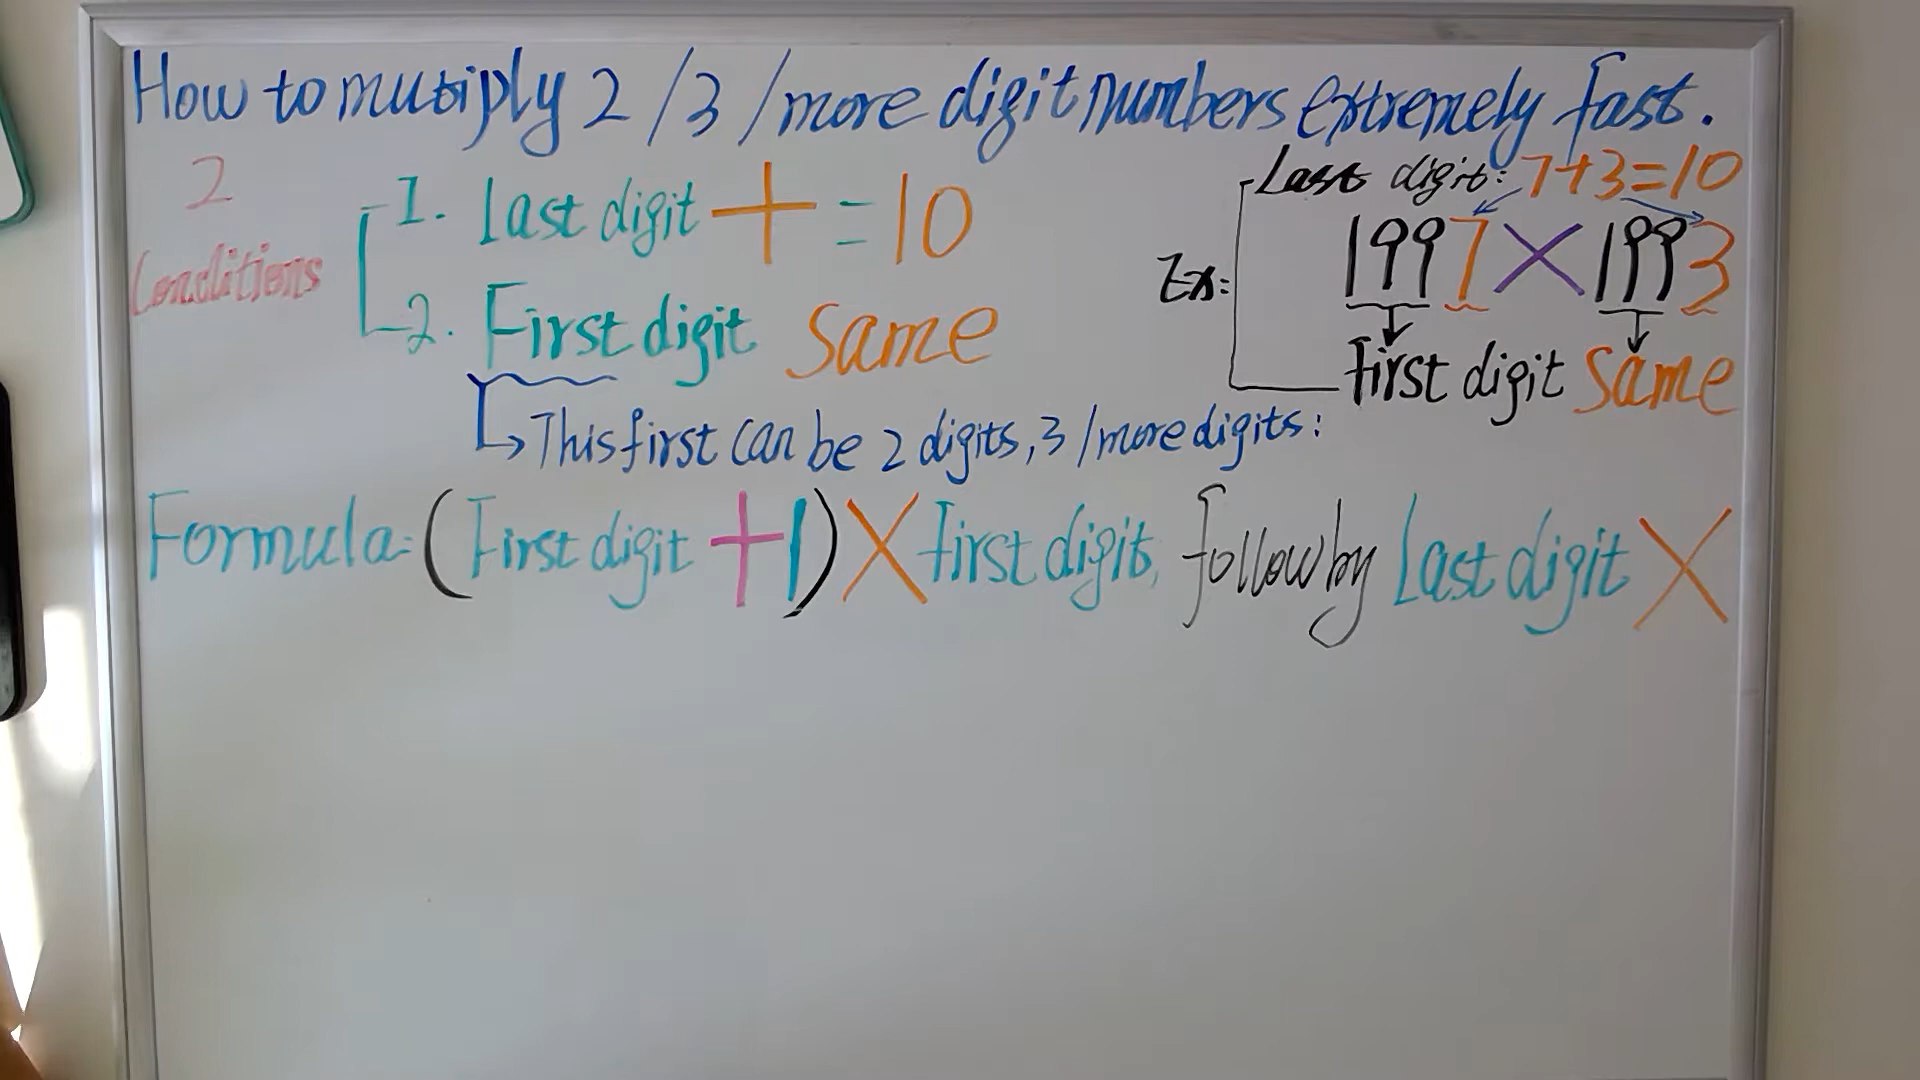 How to mutiply 2/3/more digit numbers extremely fast.
2
Conditions
1. Last digit + = 10
2. First digit same
This first can be 2 digits, 3/more digits:
Last digit: 7+3=10
Ex:
1997 X 1993
First digit same
Formula: (First digit +1) X first digit, follow by Last digit X